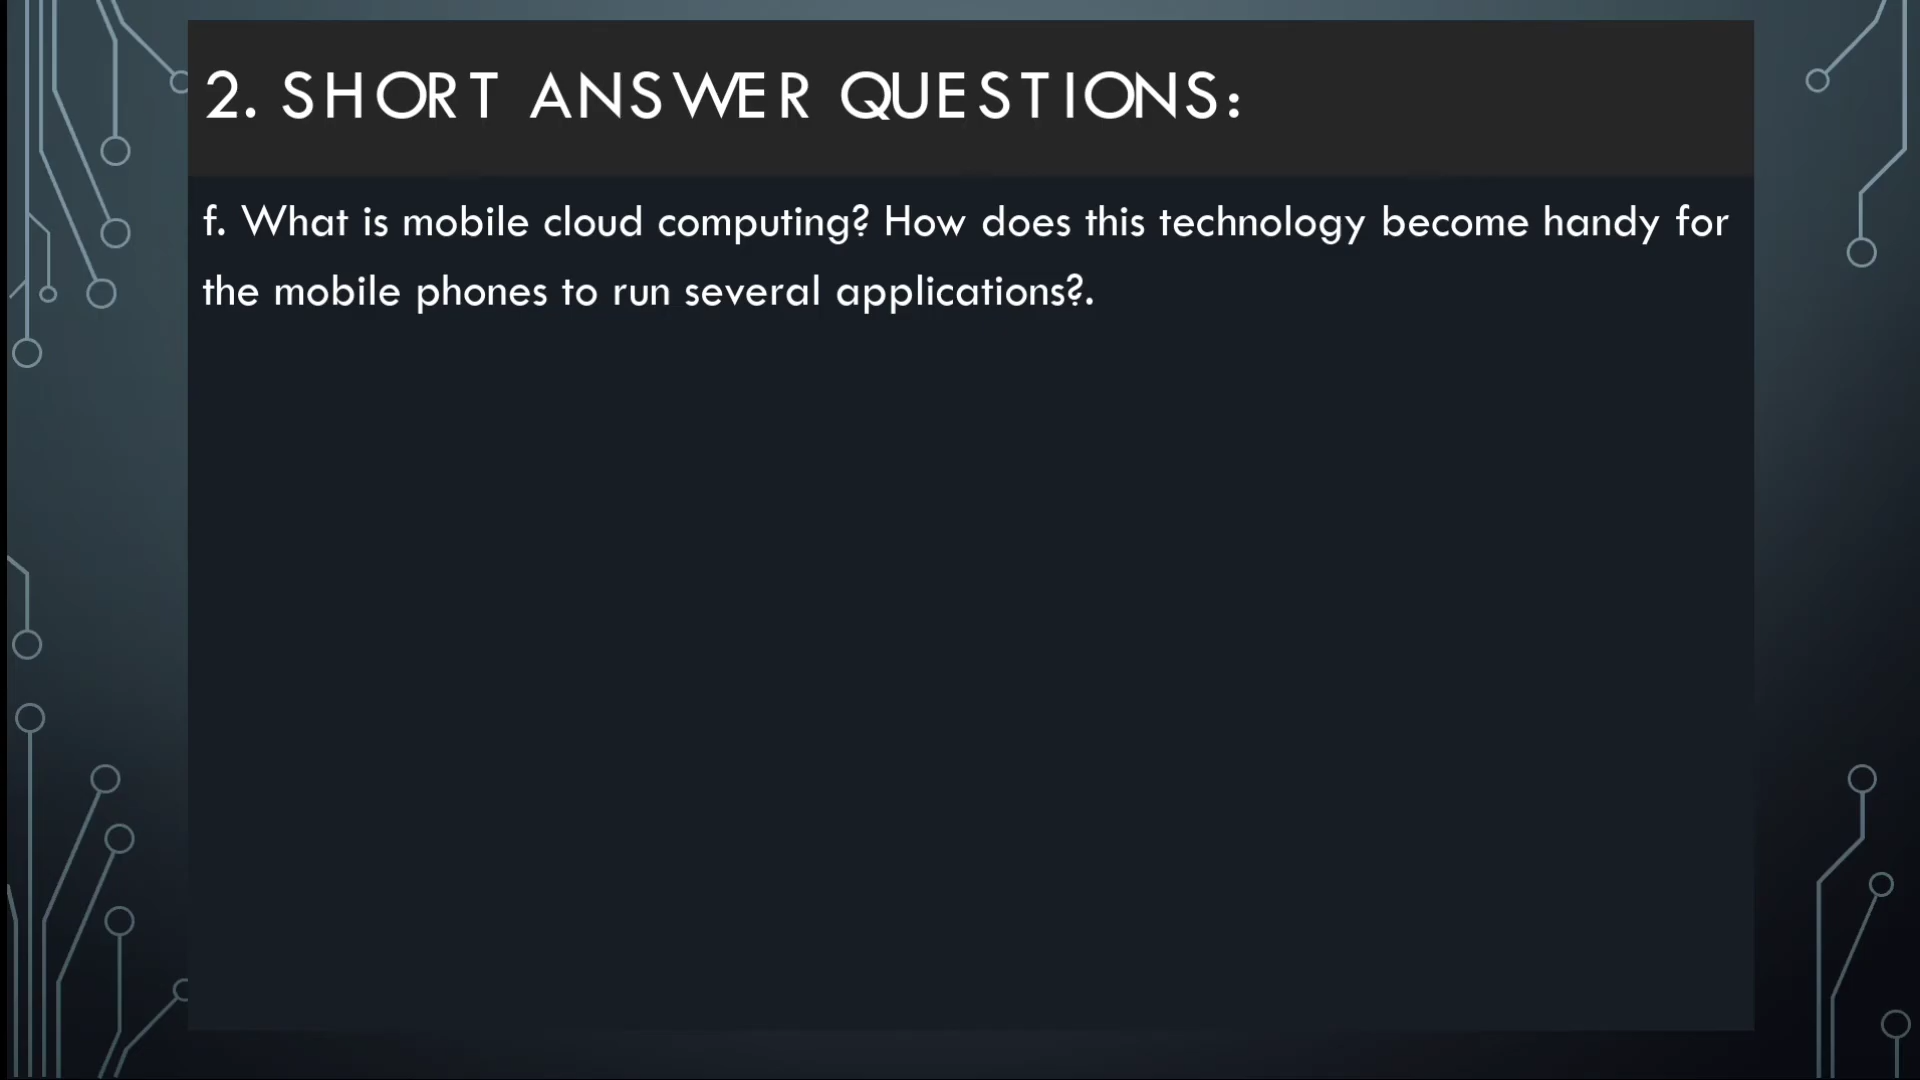 2. SHORT ANSWER QUESTIONS:
f. What is mobile cloud computing? How does this technology become handy for
the mobile phones to run several applications?.